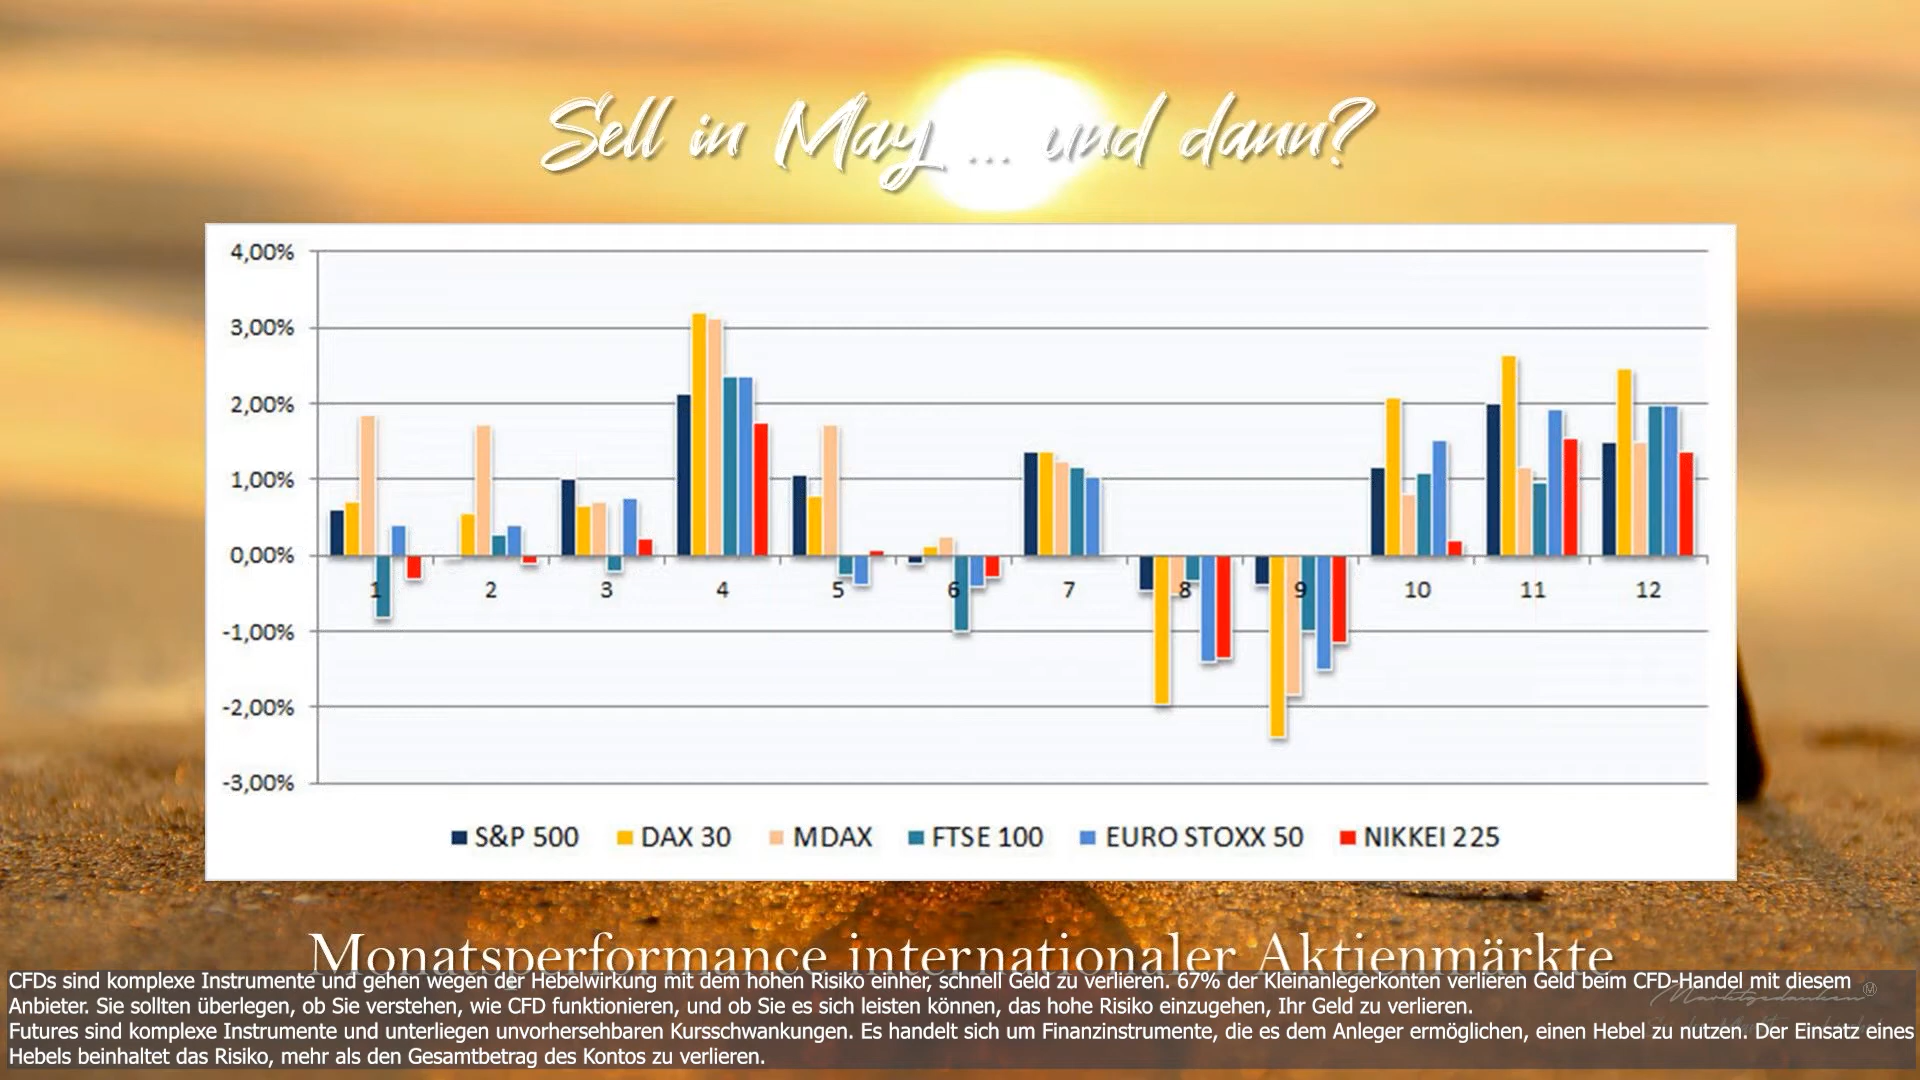 Sell in May ... und dann?
4,00%
3,00%
2,00%
1,00%
0,00%
-1,00%
-2,00%
-3,00%
1 2 3 4 5 6 7 8 9 10 11 12
S&P 500 DAX 30 MDAX FTSE 100 EURO STOXX 50 NIKKEI 225
Monatsperformance internationaler Aktienmärkte
CFDs sind komplexe Instrumente und gehen wegen der Hebelwirkung mit dem hohen Risiko einher, schnell Geld zu verlieren. 67% der Kleinanlegerkonten verlieren Geld beim CFD-Handel mit diesem
Anbieter. Sie sollten überlegen, ob Sie verstehen, wie CFD funktionieren, und ob Sie es sich leisten können, das hohe Risiko einzugehen, Ihr Geld zu verlieren.
Marktgedanken
Futures sind komplexe Instrumente und unterliegen unvorhersehbaren Kursschwankungen. Es handelt sich um Finanzinstrumente, die es dem Anleger ermöglichen, einen Hebel zu nutzen. Der Einsatz eines
Hebels beinhaltet das Risiko, mehr als den Gesamtbetrag des Kontos zu verlieren.